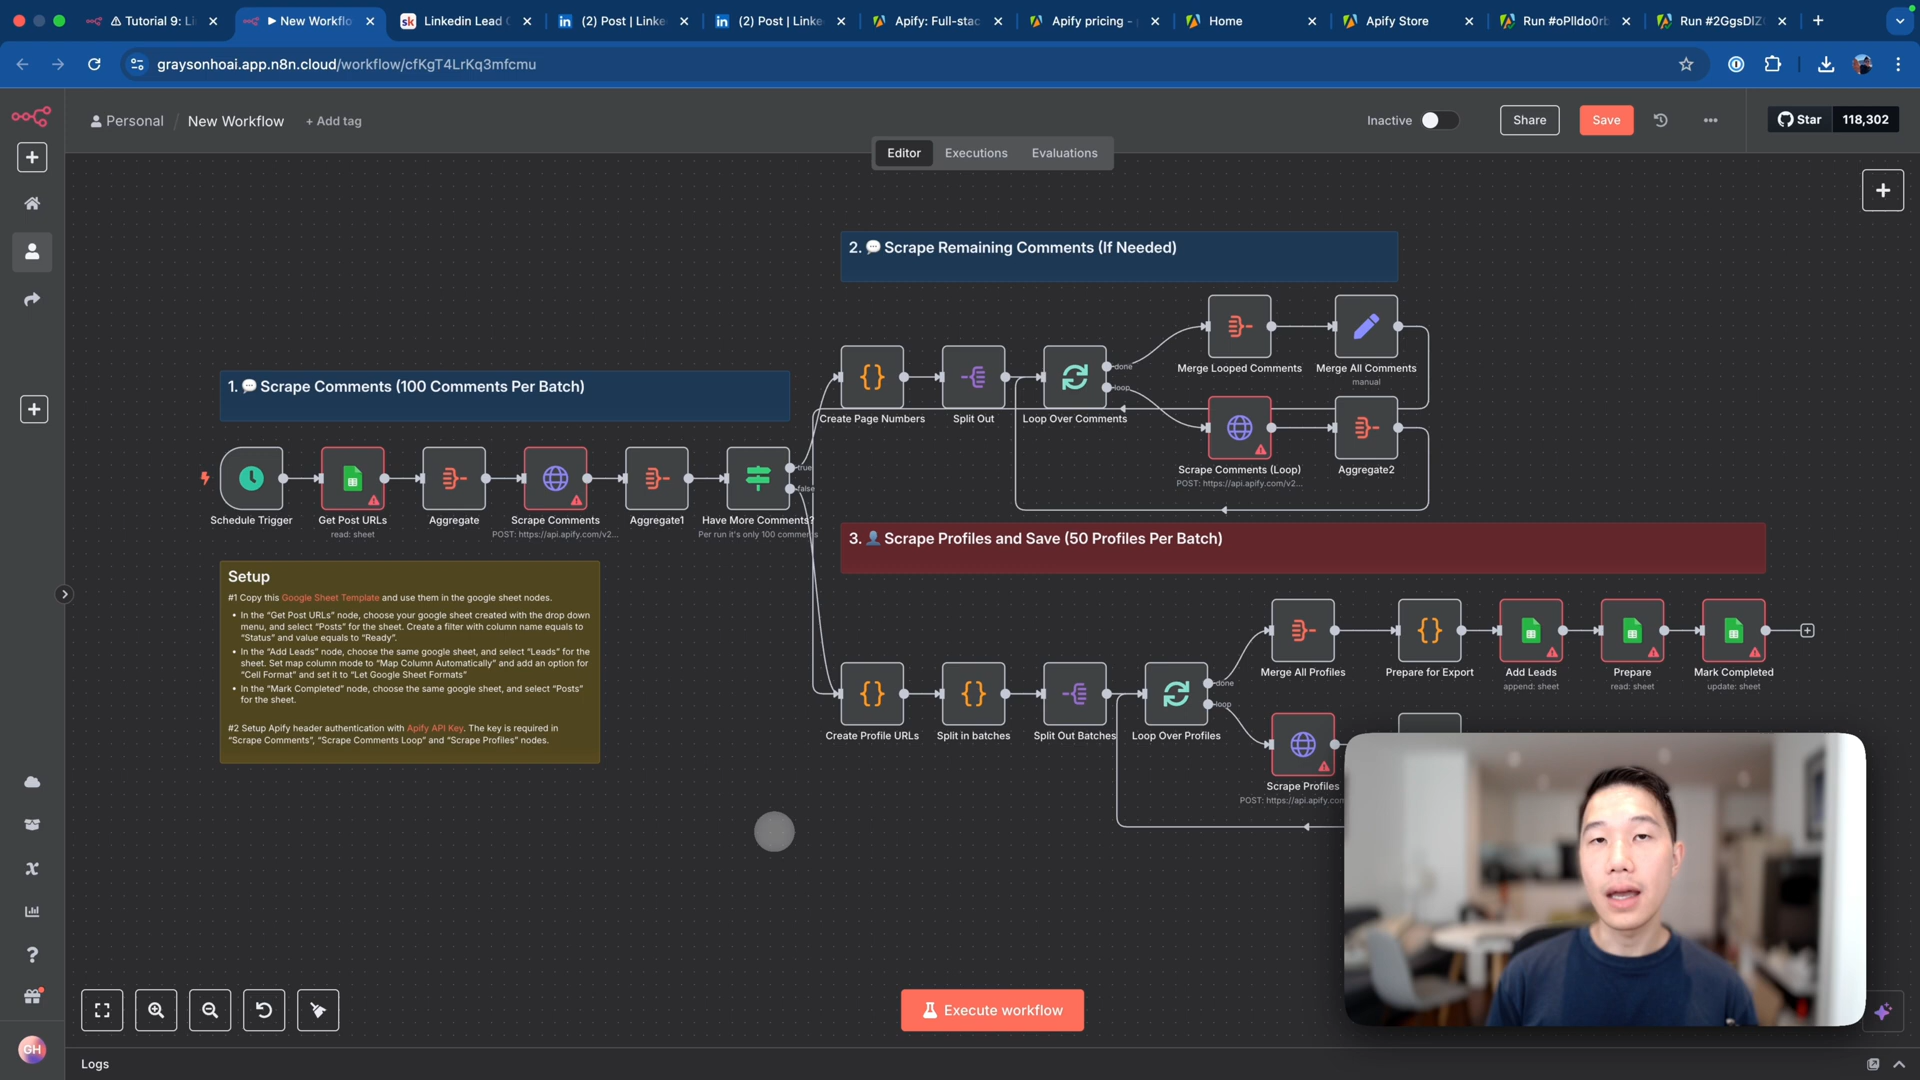 Tutorial 9: Li
New Workflo
Linkedin Lead
(2) Post | Linke
(2) Post | Linke
Apify: Full-stac
Apify pricing -
Home
Apify Store
Run #oPlldo0rb
Run #2GgsDlZ
graysonhoai.app.n8n.cloud/workflow/cfKgT4LrKq3mfcmu
Personal / New Workflow + Add tag
Inactive
Share
Save
Star 118,302
Editor
Executions
Evaluations
2. 💬 Scrape Remaining Comments (If Needed)
Merge Looped Comments
Merge All Comments
manual
1. 💬 Scrape Comments (100 Comments Per Batch)
done
loop
Create Page Numbers
Split Out
Loop Over Comments
Scrape Comments (Loop)
POST: https://api.apify.com/v2...
Aggregate2
true
false
Schedule Trigger
Get Post URLs
read: sheet
Aggregate
Scrape Comments
POST: https://api.apify.com/v2...
Aggregate1
Have More Comments?
Per run it's only 100 comments
3. 👤 Scrape Profiles and Save (50 Profiles Per Batch)
Setup
#1 Copy this Google Sheet Template and use them in the google sheet nodes.
• In the “Get Post URLs” node, choose your google sheet created with the drop down
menu, and select “Posts” for the sheet. Create a filter with column name equals to
“Status” and value equals to “Ready”.
• In the “Add Leads” node, choose the same google sheet, and select “Leads” for the
sheet. Set map column mode to “Map Column Automatically” and add an option for
“Cell Format” and set it to “Let Google Sheet Formats”
• In the “Mark Completed” node, choose the same google sheet, and select “Posts”
for the sheet.
#2 Setup Apify header authentication with Apify API Key. The key is required in
“Scrape Comments”, “Scrape Comments Loop” and “Scrape Profiles” nodes.
Merge All Profiles
Prepare for Export
Add Leads
append: sheet
Prepare
read: sheet
Mark Completed
update: sheet
done
loop
Create Profile URLs
Split in batches
Split Out Batches
Loop Over Profiles
Scrape Profiles
POST: https://api.apify.com
Execute workflow
GH
Logs